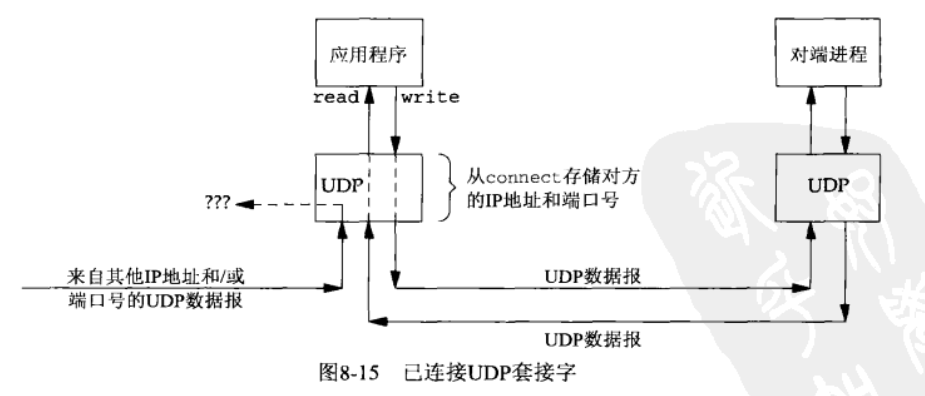 应用程序
对端进程
read
write
UDP
从connect存储对方
的IP地址和端口号
UDP
???
来自其他IP地址和/或
端口号的UDP数据报
UDP数据报
UDP数据报
图8-15 已连接UDP套接字